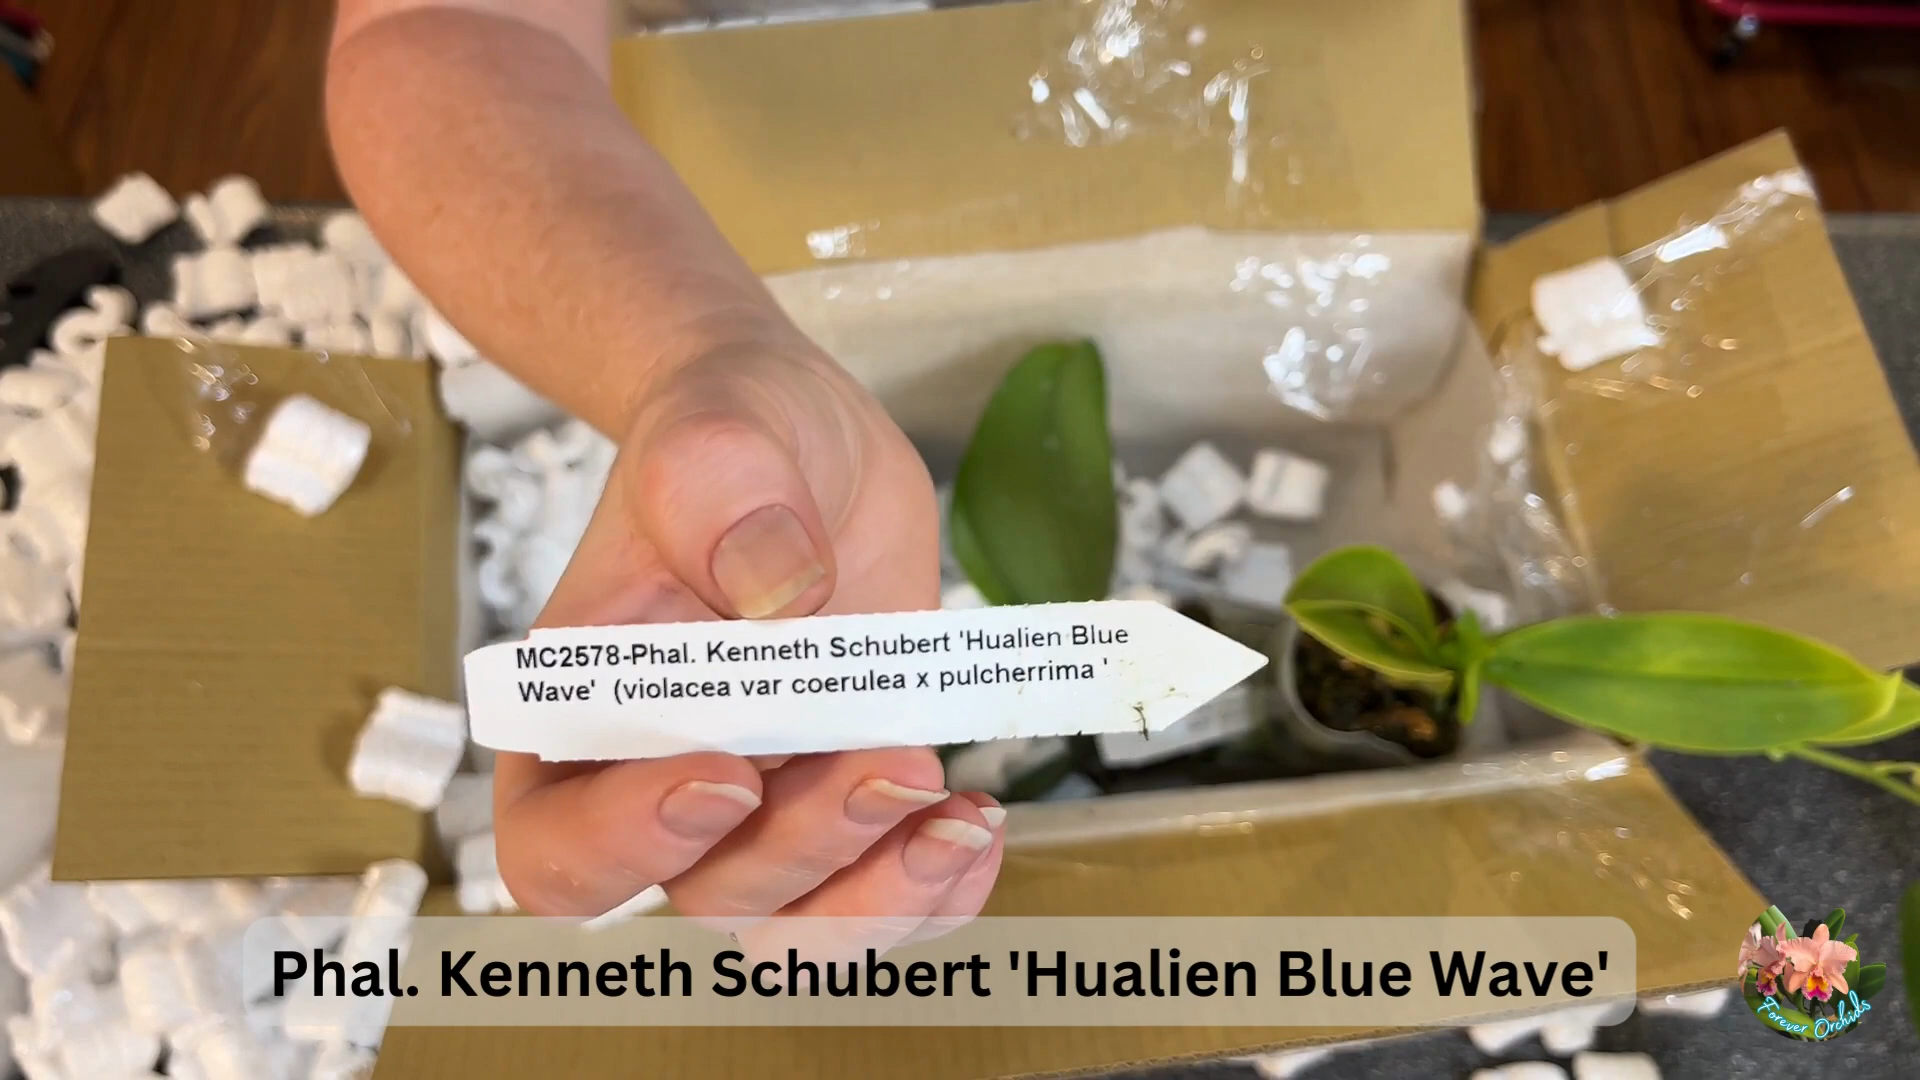 MC2578-Phal. Kenneth Schubert 'Hualien Blue
Wave' (violacea var coerulea x pulcherrima '
Phal. Kenneth Schubert 'Hualien Blue Wave'
Forever Orchids